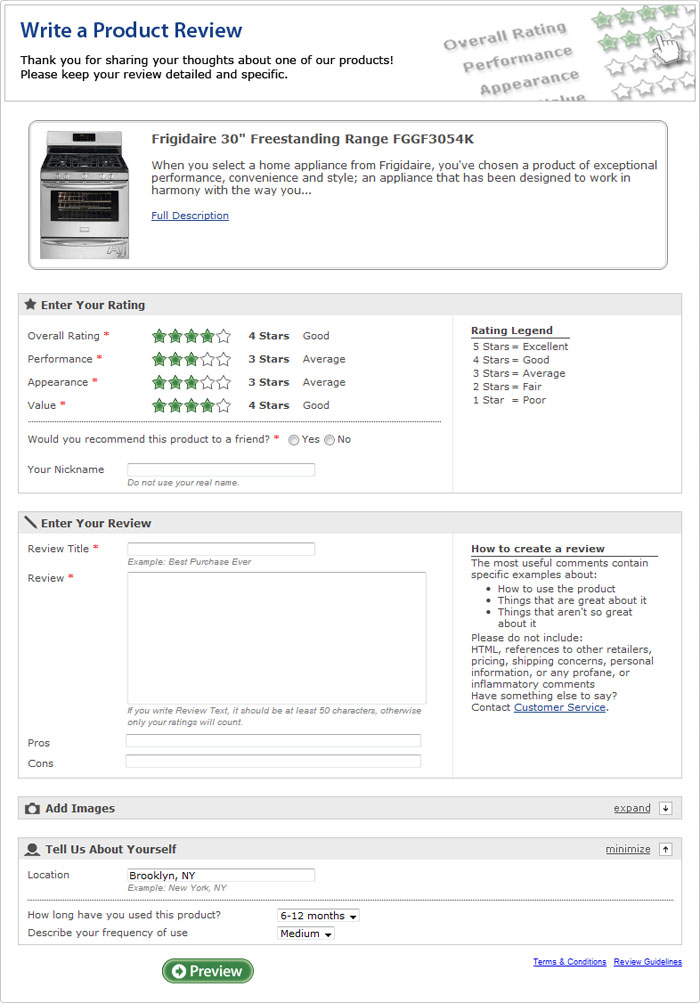 Write a Product Review
Thank you for sharing your thoughts about one of our products!
Please keep your review detailed and specific.
Overall Rating
Performance
Appearance
Value
Frigidaire 30" Freestanding Range FGGF3054K
When you select a home appliance from Frigidaire, you've chosen a product of exceptional
performance, convenience and style; an appliance that has been designed to work in
harmony with the way you...
Full Description
AJ
Enter Your Rating
Overall Rating * 4 Stars Good
Performance * 3 Stars Average
Appearance * 3 Stars Average
Value * 4 Stars Good
Would you recommend this product to a friend? * Yes No
Your Nickname
Do not use your real name.
Rating Legend
5 Stars = Excellent
4 Stars = Good
3 Stars = Average
2 Stars = Fair
1 Star = Poor
Enter Your Review
Review Title *
Example: Best Purchase Ever
Review *
If you write Review Text, it should be at least 50 characters, otherwise
only your ratings will count.
Pros
Cons
How to create a review
The most useful comments contain
specific examples about:
• How to use the product
• Things that are great about it
• Things that aren't so great
about it
Please do not include:
HTML, references to other retailers,
pricing, shipping concerns, personal
information, or any profane, or
inflammatory comments
Have something else to say?
Contact Customer Service.
Add Images expand
Tell Us About Yourself minimize
Location Brooklyn, NY
Example: New York, NY
How long have you used this product? 6-12 months
Describe your frequency of use Medium
Preview
Terms & Conditions Review Guidelines